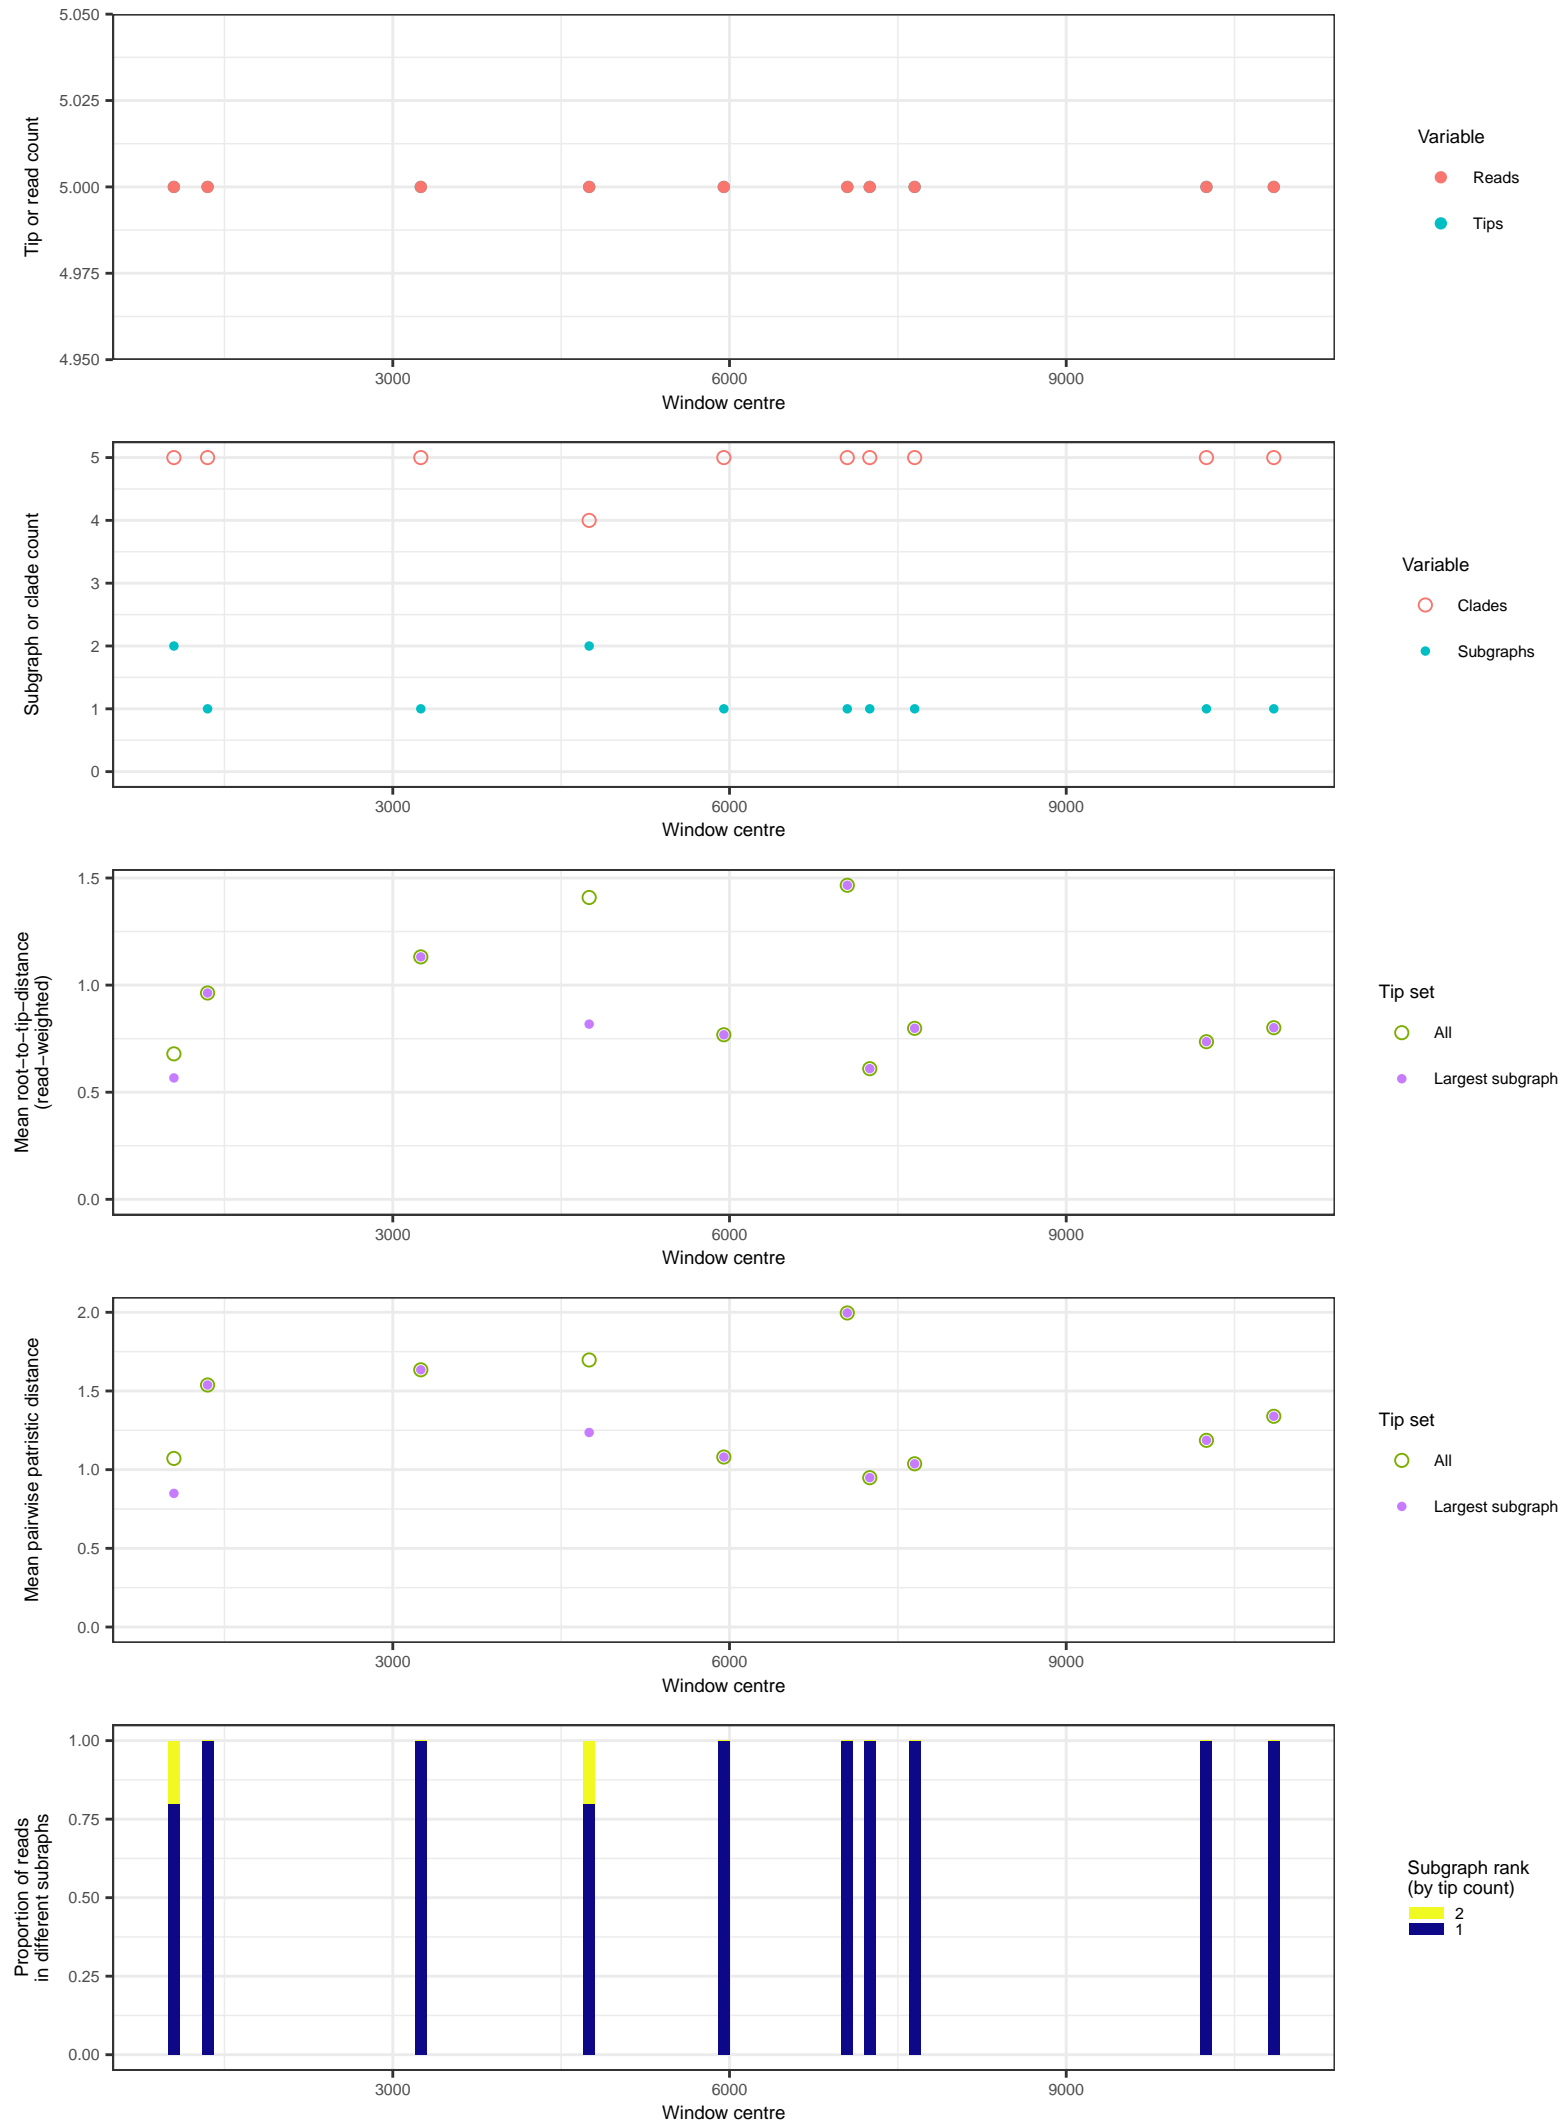 5.050
5.025
5.000
4.975
4.950
Tip or read count
3000 6000 9000
Window centre
Variable
Reads
Tips
5
4
3
2
1
0
Subgraph or clade count
3000 6000 9000
Window centre
Variable
Clades
Subgraphs
1.5
1.0
0.5
0.0
Mean root−to−tip−distance
(read−weighted)
3000 6000 9000
Window centre
Tip set
All
Largest subgraph
2.0
1.5
1.0
0.5
0.0
Mean pairwise patristic distance
3000 6000 9000
Window centre
Tip set
All
Largest subgraph
1.00
0.75
0.50
0.25
0.00
Proportion of reads
in different subraphs
3000 6000 9000
Window centre
Subgraph rank
(by tip count)
2
1